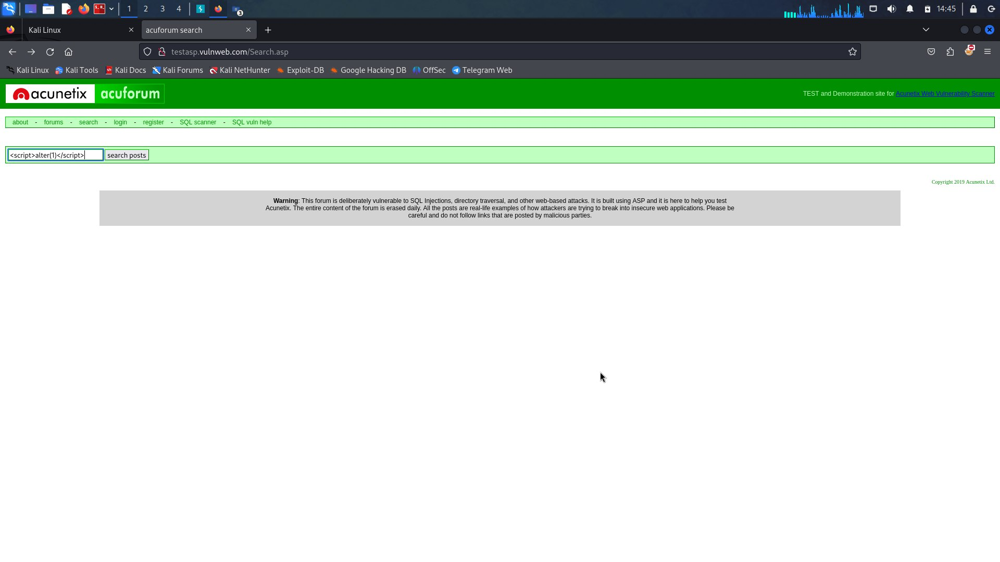 1 2 3 4 3 14:45
Kali Linux acuforum search
testasp.vulnweb.com/Search.asp
Kali Linux Kali Tools Kali Docs Kali Forums Kali NetHunter Exploit-DB Google Hacking DB OffSec Telegram Web
acunetix acuforum TEST and Demonstration site for Acunetix Web Vulnerability Scanner
about - forums - search - login - register - SQL scanner - SQL vuln help
<script>alter(1)</script> search posts
Copyright 2019 Acunetix Ltd.
Warning: This forum is deliberately vulnerable to SQL Injections, directory traversal, and other web-based attacks. It is built using ASP and it is here to help you test
Acunetix. The entire content of the forum is erased daily. All the posts are real-life examples of how attackers are trying to break into insecure web applications. Please be
careful and do not follow links that are posted by malicious parties.